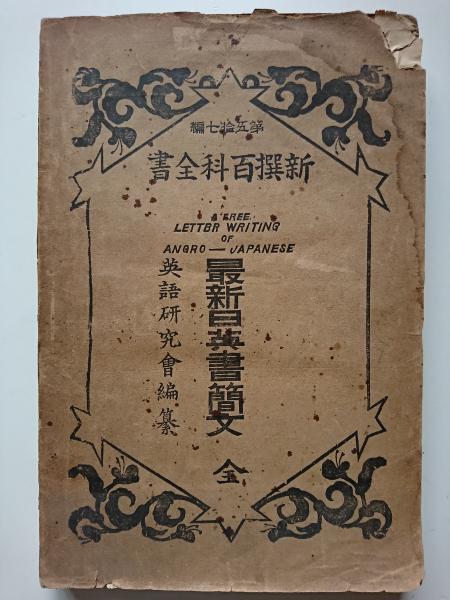 第五拾七編
新撰百科全書
A FREE.
LETTER WRITING
OF
ANGRO — JAPANESE
最新日英書簡文 全
英語研究會編纂